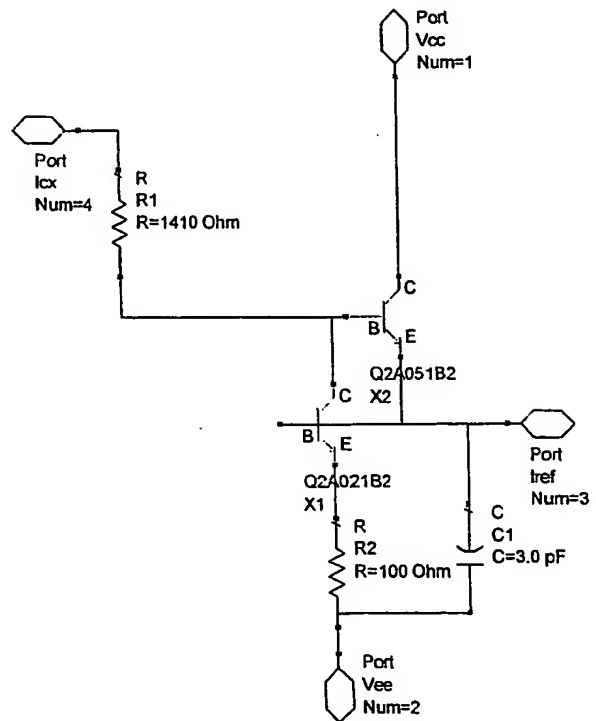 Port
Vcc
Num=1
Port
Icx
Num=4
R
R1
R=1410 Ohm
C
B
E
Q2A051B2
X2
C
B
E
Q2A021B2
X1
Port
Iref
Num=3
R
R2
R=100 Ohm
C
C1
C=3.0 pF
Port
Vee
Num=2